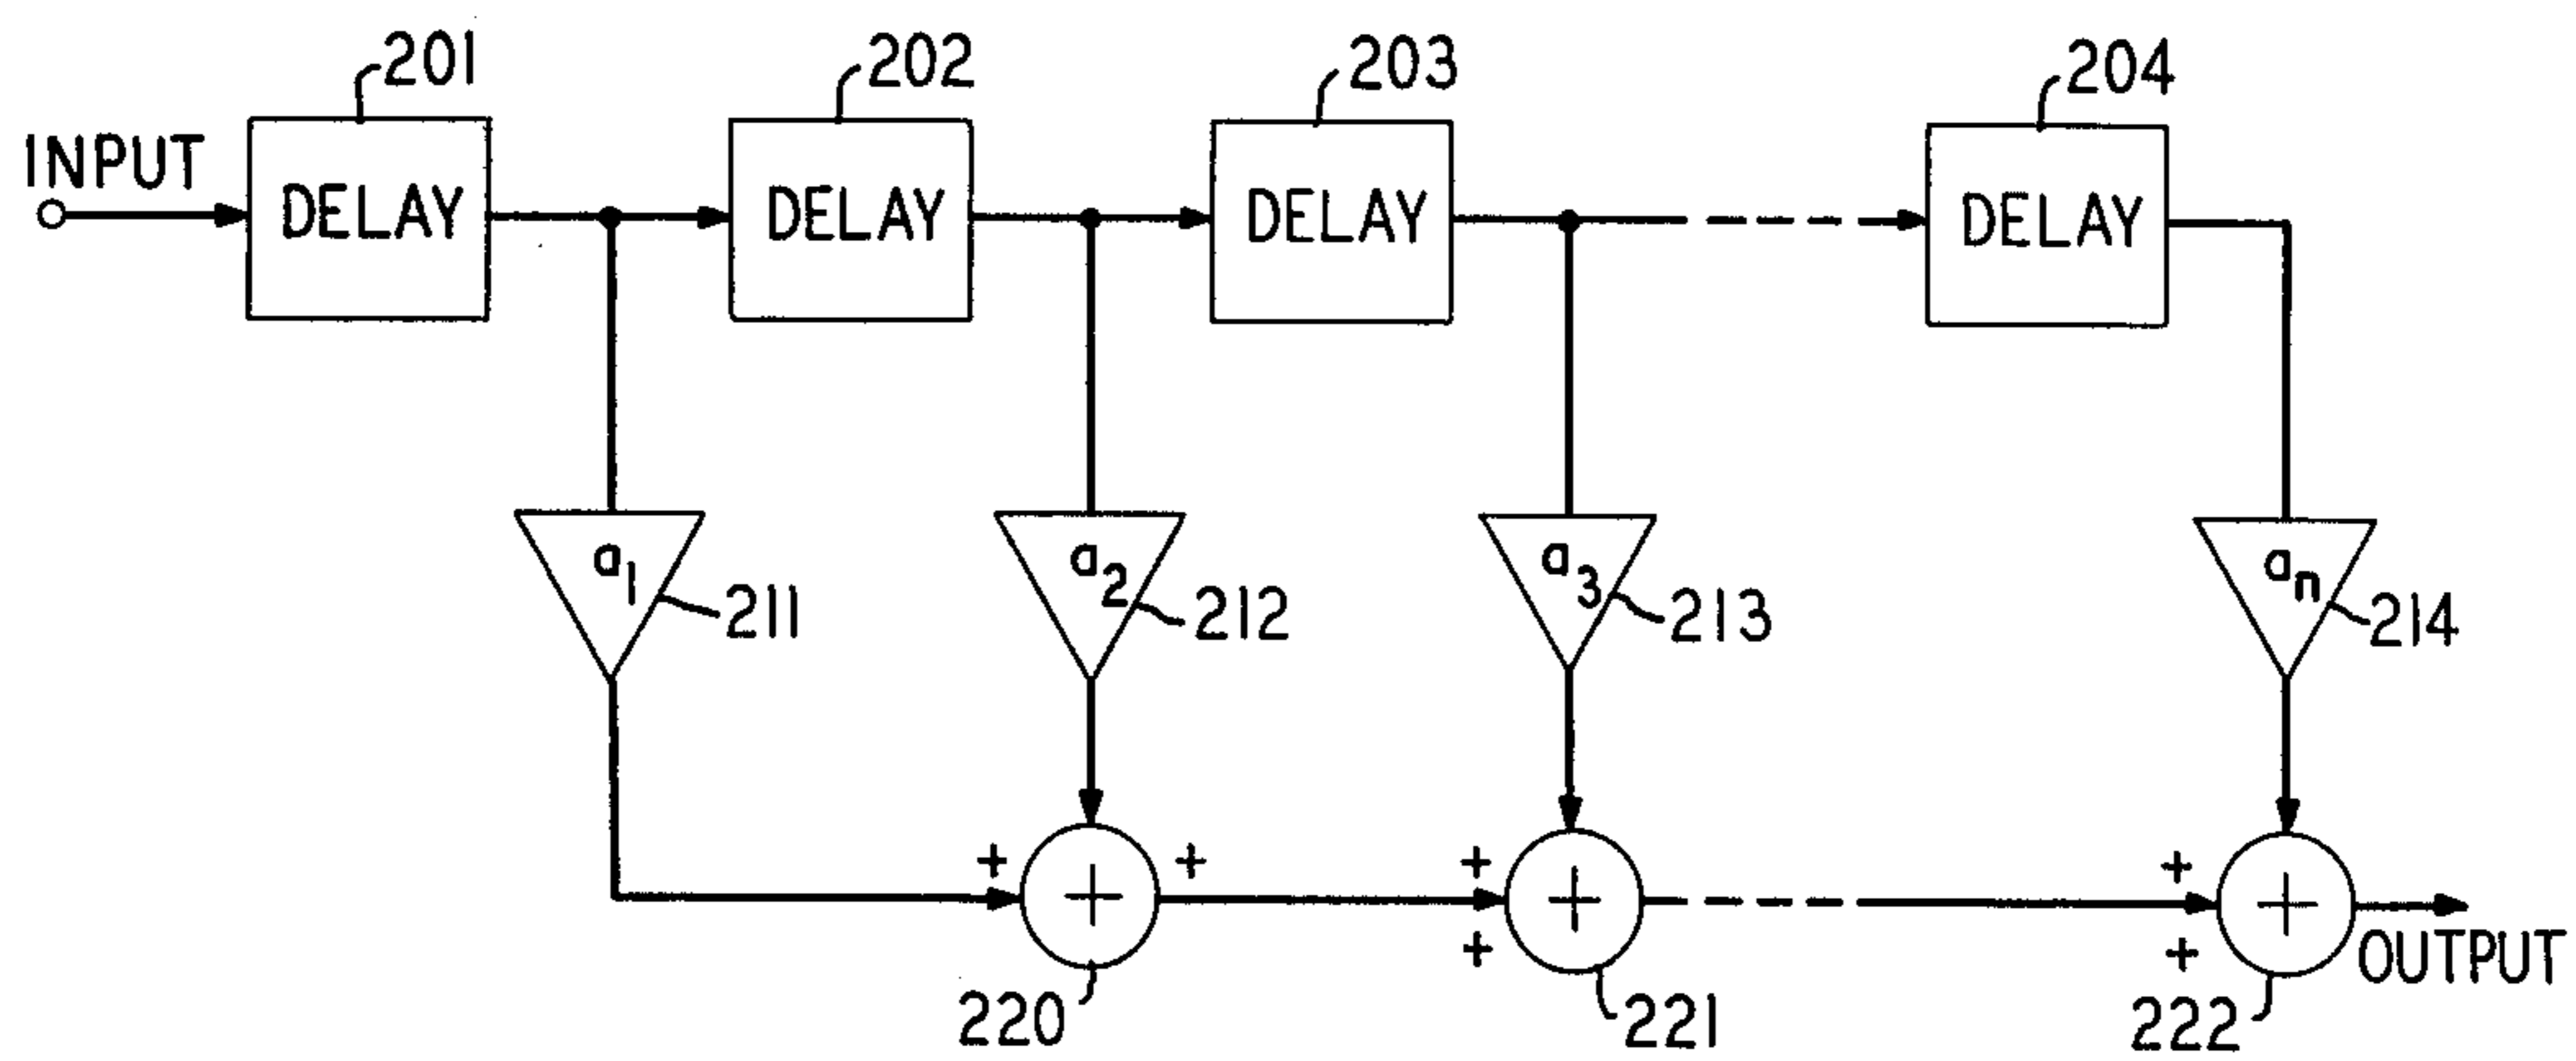 201
202
203
204
INPUT
DELAY
DELAY
DELAY
DELAY
a1
a2
a3
an
211
212
213
214
+ + + +
+ + +
+ +
OUTPUT
220
221
222